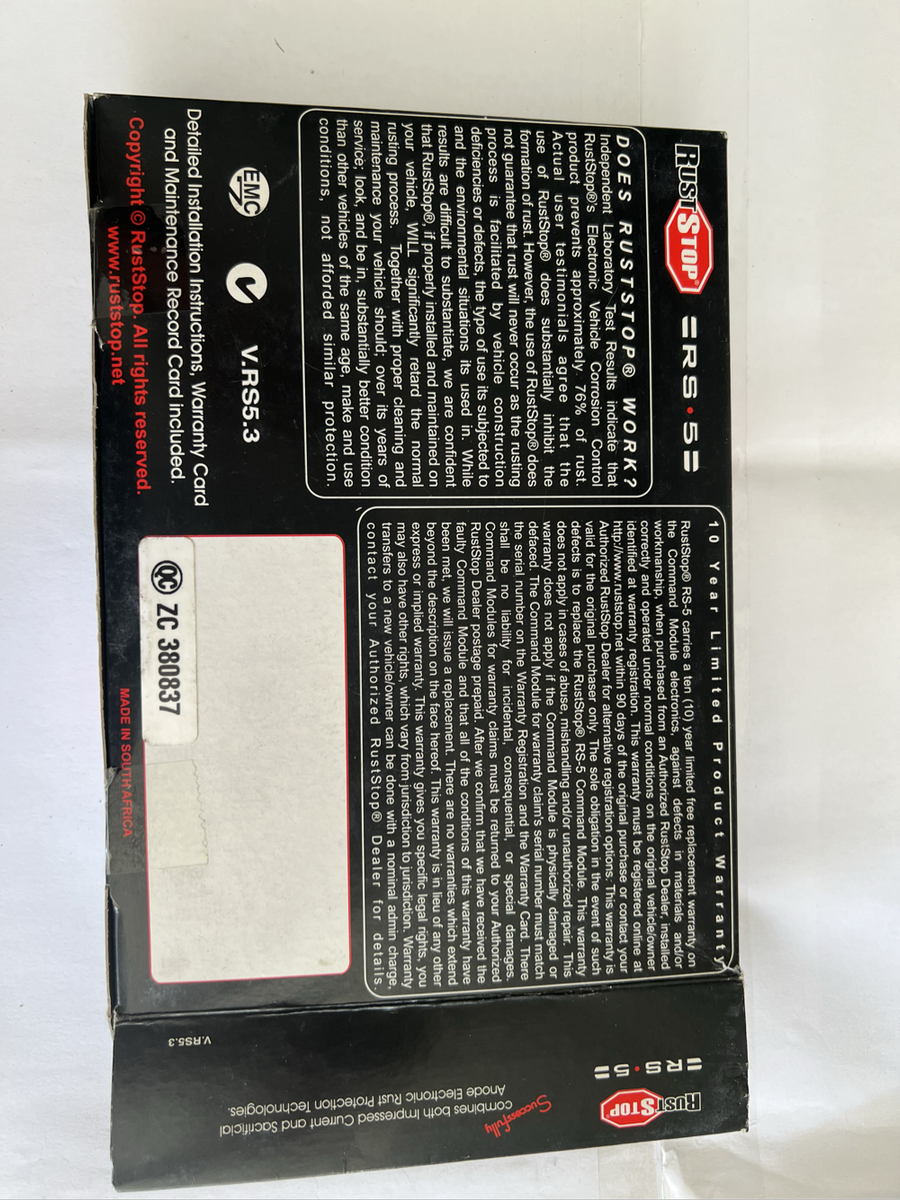 RUSTSTOP®
=RS·5=
DOES RUSTSTOP® WORK?
Independent Laboratory Test Results indicate that
RustStop®'s Electronic Vehicle Corrosion Control
product prevents approximately 76% of rust.
Actual user testimonials agree that the
use of RustStop® does substantially inhibit the
formation of rust. However, the use of RustStop® does
not guarantee that rust will never occur as the rusting
process is facilitated by vehicle construction
deficiencies or defects, the type of use its subjected to
and the environmental situations its used in. While
results are difficult to substantiate, we are confident
that RustStop®, if properly installed and maintained on
your vehicle, WILL significantly retard the normal
rusting process. Together with proper cleaning and
maintenance your vehicle should; over its years of
service; look, and be in, substantially better condition
than other vehicles of the same age, make and use
conditions, not afforded similar protection.
EMC
V.RS5.3
Detailed Installation Instructions, Warranty Card
and Maintenance Record Card included.
Copyright © RustStop. All rights reserved.
www.ruststop.net
10 Year Limited Product Warranty
RustStop® RS-5 carries a ten (10) year limited free replacement warranty on
the Command Module electronics, against defects in materials and/or
workmanship, when purchased from an Authorized RustStop Dealer, installed
correctly and operated under normal conditions on the original vehicle/owner
identified at warranty registration. This warranty must be registered online at
http://www.ruststop.net within 90 days of the original purchase or contact your
Authorized RustStop Dealer for alternative registration options. This warranty is
valid for the original purchaser only. The sole obligation in the event of such
defects is to replace the RustStop® RS-5 Command Module. This warranty
does not apply in cases of abuse, mishandling and/or unauthorized repair. This
warranty does not apply if the Command Module is physically damaged or
defaced. The Command Module for warranty claim's serial number must match
the serial number on the Warranty Registration and the Warranty Card. There
shall be no liability for incidental, consequential, or special damages.
Command Modules for warranty claims must be returned to your Authorized
RustStop Dealer postage prepaid. After we confirm that we have received the
faulty Command Module and that all of the conditions of this warranty have
been met, we will issue a replacement. There are no warranties which extend
beyond the description on the face hereof. This warranty is in lieu of any other
express or implied warranty. This warranty gives you specific legal rights, you
may also have other rights, which vary from jurisdiction to jurisdiction. Warranty
transfers to a new vehicle/owner can be done with a nominal admin charge,
contact your Authorized RustStop® Dealer for details.
QC ZC 380837
MADE IN SOUTH AFRICA
RUSTSTOP®
=RS·5=
Successfully
combines both Impressed Current and Sacrificial
Anode Electronic Rust Protection Technologies.
V.RS5.3